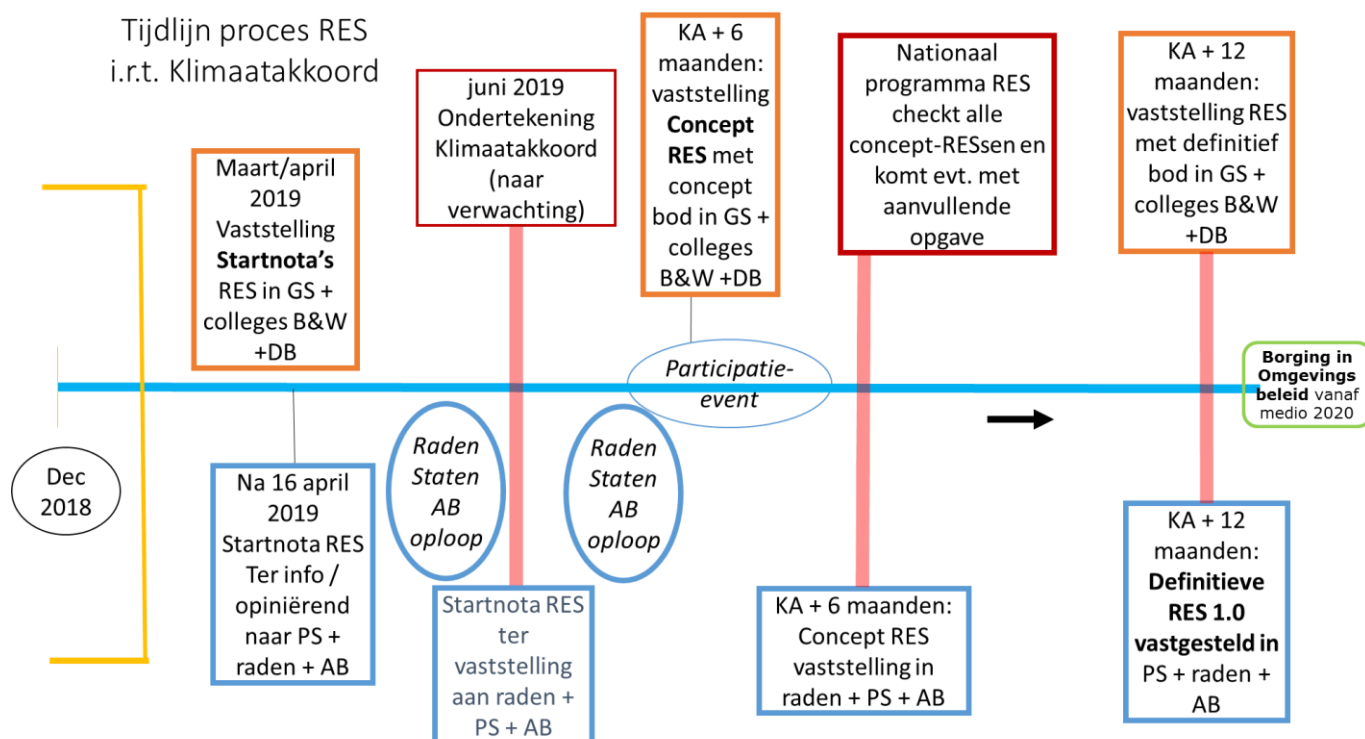 Tijdlijn proces RES
i.r.t. Klimaatakkoord
Maart/april
2019
Vaststelling
Startnota’s
RES in GS +
colleges B&W
+DB
juni 2019
Ondertekening
Klimaatakkoord
(naar
verwachting)
KA + 6
maanden:
vaststelling
Concept
RES met
concept
bod in GS +
colleges
B&W +DB
Nationaal
programma RES
checkt alle
concept-RESsen en
komt evt. met
aanvullende
opgave
KA + 12
maanden:
vaststelling RES
met definitief
bod in GS +
colleges B&W
+DB
Participatie-
event
Borging in
Omgevings
beleid vanaf
medio 2020
Dec
2018
Na 16 april
2019
Startnota RES
Ter info /
opiniërend
naar PS +
raden + AB
Raden
Staten
AB
oploop
Startnota RES
ter
vaststelling
aan raden +
PS + AB
Raden
Staten
AB
oploop
KA + 6 maanden:
Concept RES
vaststelling in
raden + PS + AB
KA + 12
maanden:
Definitieve
RES 1.0
vastgesteld in
PS + raden +
AB